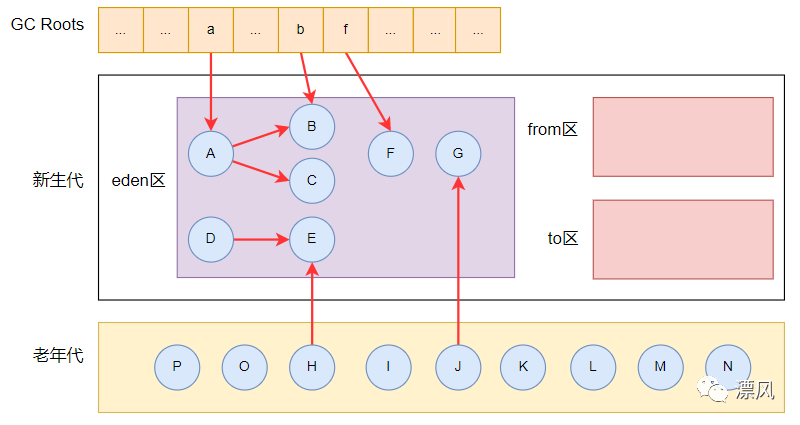 GC Roots
... ... a ... b f ... ... ...
新生代
eden区
A
B
C
D
E
F
G
from区
to区
老年代
P O H I J K L M N
漂风